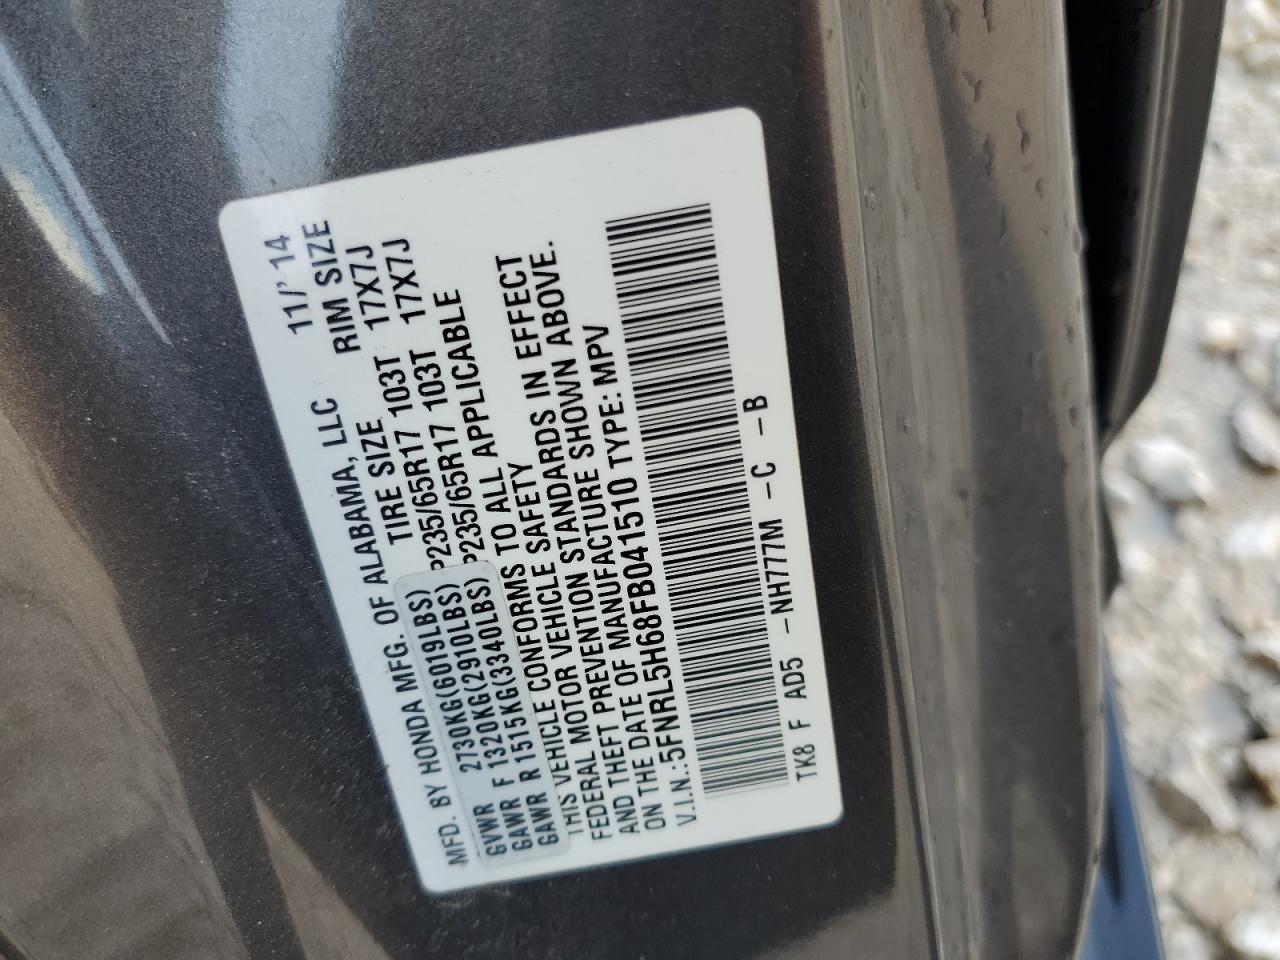 MFD. BY HONDA MFG. OF ALABAMA, LLC 11/'14
TIRE SIZE RIM SIZE
GVWR 2730KG(6019LBS) P235/65R17 103T 17X7J
GAWR F 1320KG(2910LBS) P235/65R17 103T 17X7J
GAWR R 1515KG(3340LBS)
THIS VEHICLE CONFORMS TO ALL APPLICABLE
FEDERAL MOTOR VEHICLE SAFETY
AND THEFT PREVENTION STANDARDS IN EFFECT
ON THE DATE OF MANUFACTURE SHOWN ABOVE.
V.I.N.:5FNRL5H68FB041510 TYPE: MPV
TK8 F AD5 -NH777M -C -B